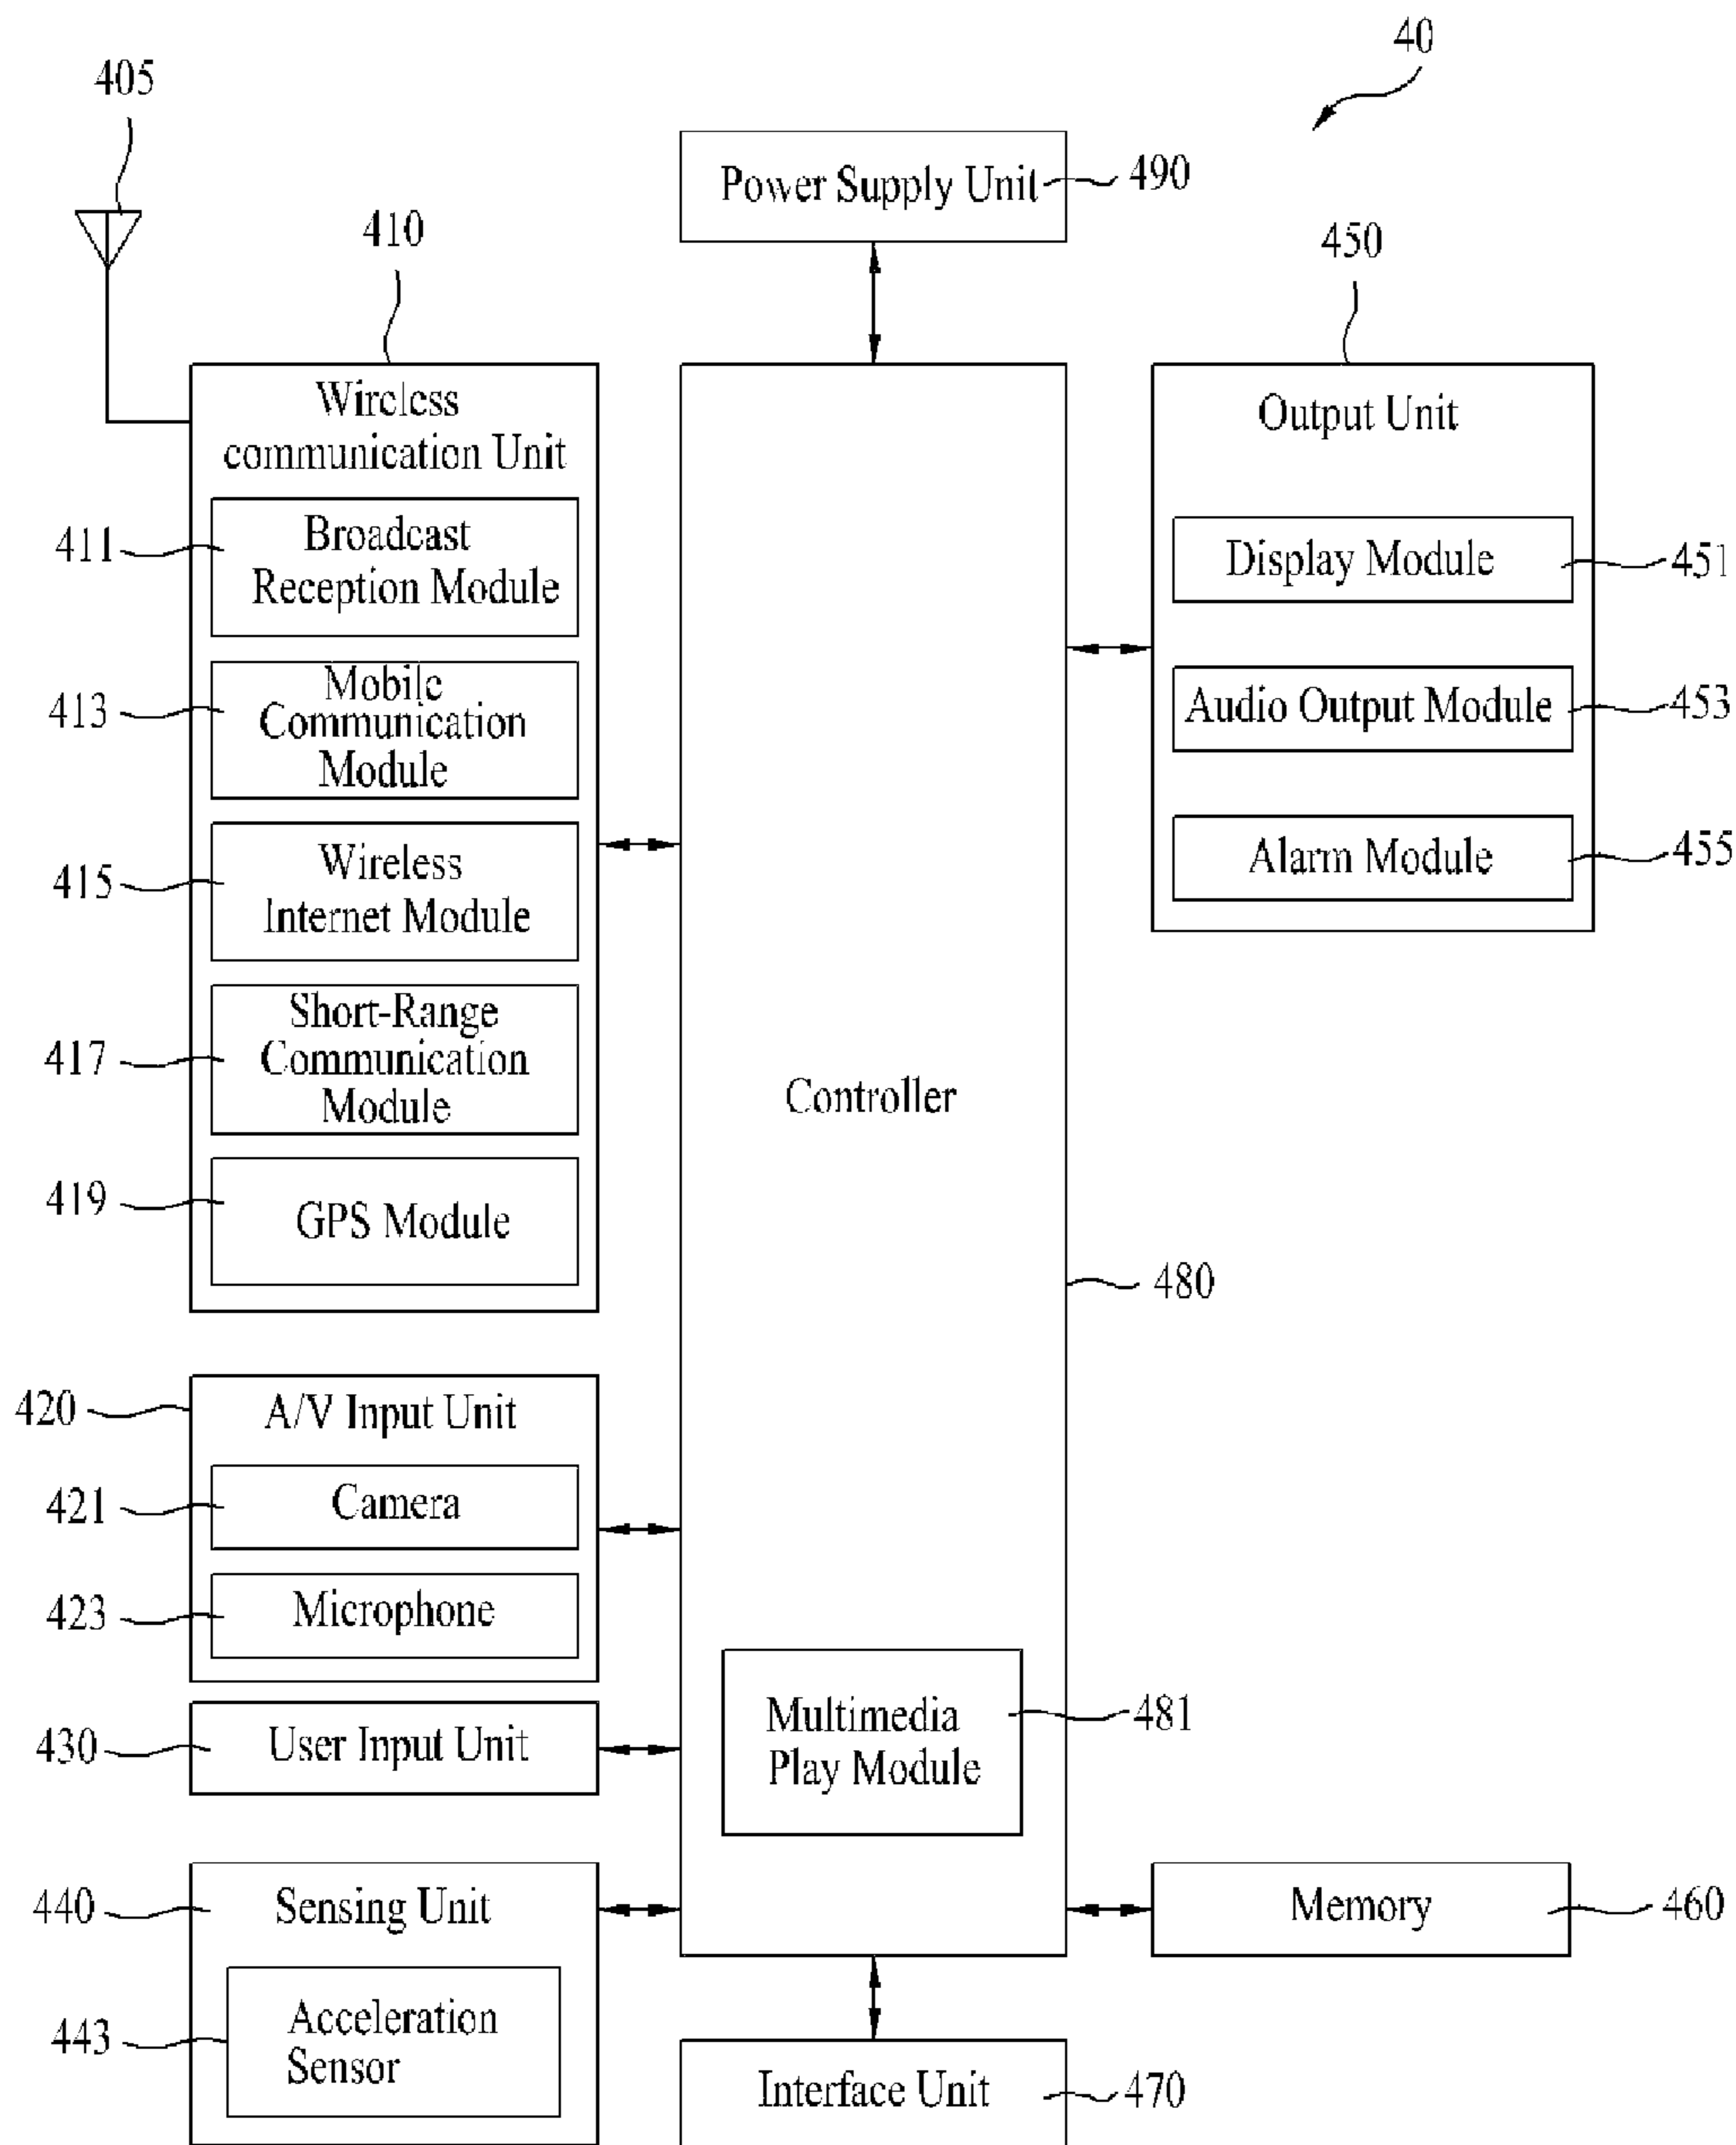 40
405
Power Supply Unit
490
410
450
Wireless
communication Unit
Output Unit
Broadcast
Reception Module
411
Display Module
451
Mobile
Communication
Module
413
Audio Output Module
453
Wireless
Internet Module
415
Alarm Module
455
Short-Range
Communication
Module
417
Controller
GPS Module
419
480
420
A/V Input Unit
421
Camera
423
Microphone
Multimedia
Play Module
481
430
User Input Unit
440
Sensing Unit
Memory
460
443
Acceleration
Sensor
Interface Unit
470